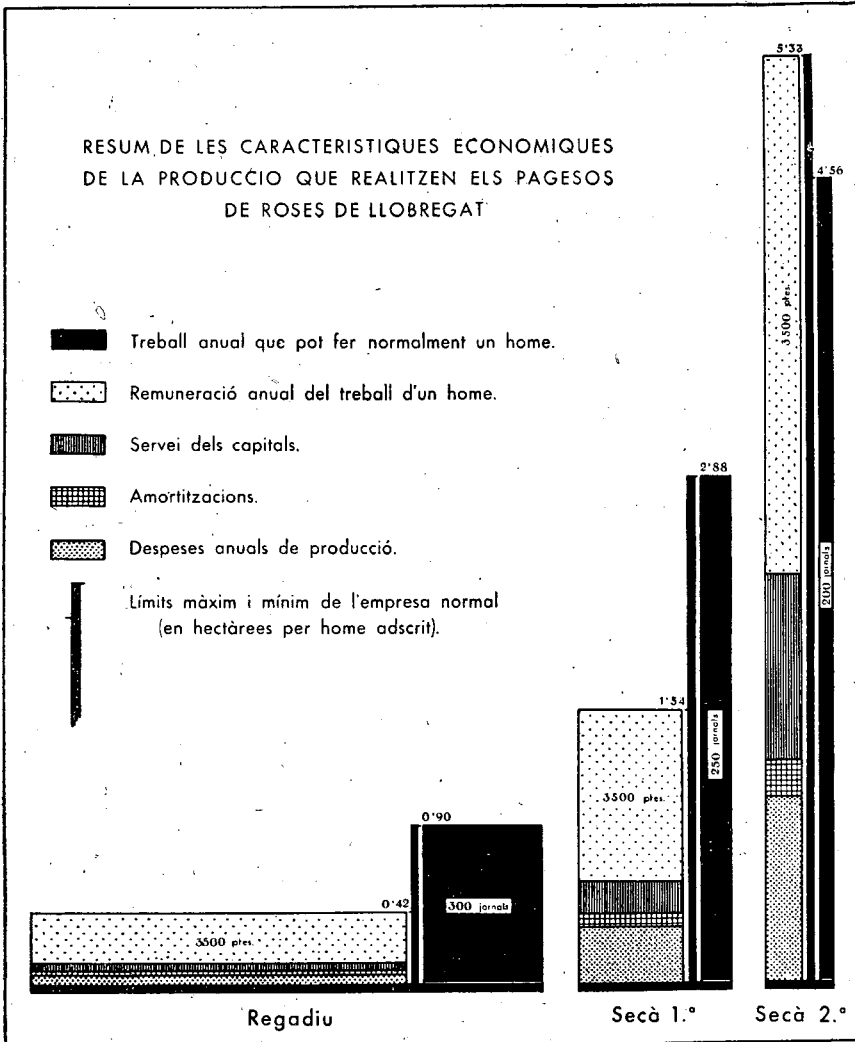 RESUM DE LES CARACTERISTIQUES ECONOMIQUES
DE LA PRODUCCIO QUE REALITZEN ELS PAGESOS
DE ROSES DE LLOBREGAT
Treball anual que pot fer normalment un home.
Remuneració anual del treball d'un home.
Servei dels capitals.
Amortitzacions.
Despeses anuals de producció.
Límits màxim i mínim de l'empresa normal
(en hectàrees per home adscrit).
0'42
3500 ptes.
0'90
300 jornals
Regadiu
1'54
3500 ptes.
2'88
250 jornals
Secà 1.ª
5'33
3500 ptes.
4'56
200 jornals
Secà 2.ª